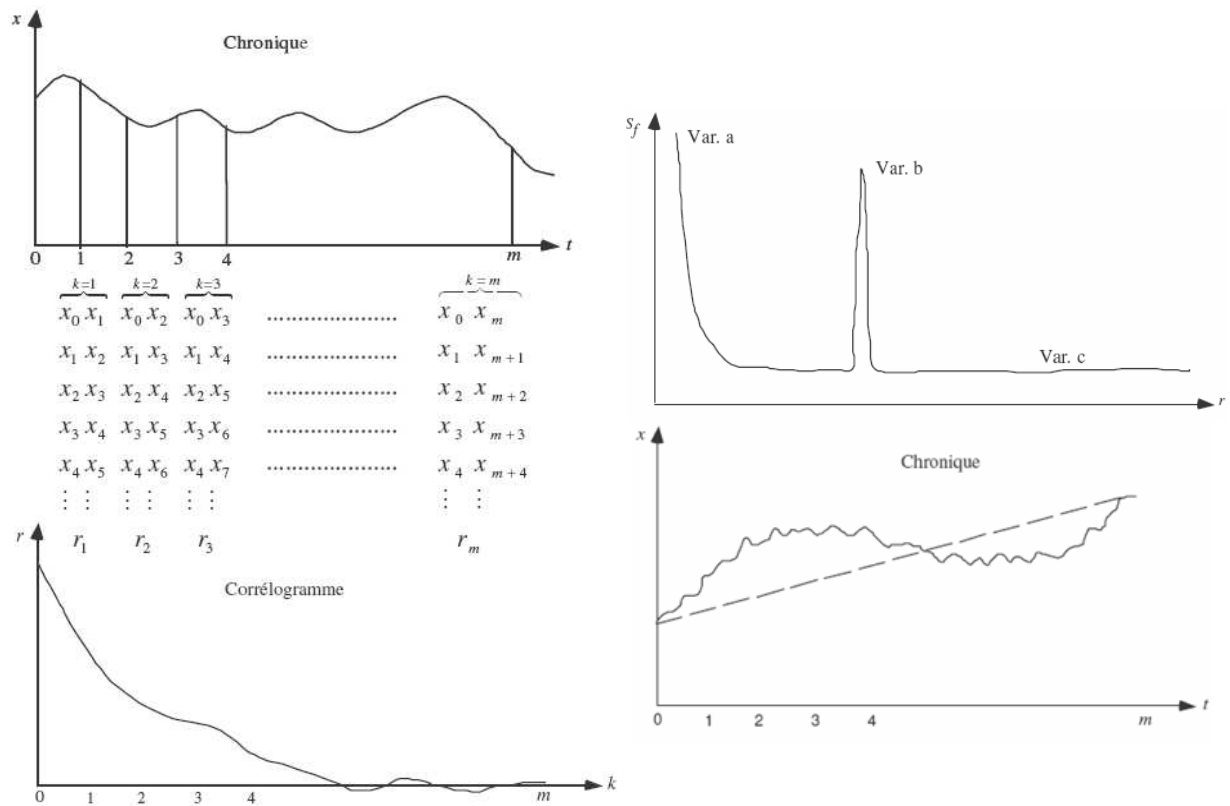 x
Chronique
0 1 2 3 4 m t
k=1 k=2 k=3 k = m
x0 x1 x0 x2 x0 x3 ..................... x0 xm
x1 x2 x1 x3 x1 x4 ..................... x1 xm+1
x2 x3 x2 x4 x2 x5 ..................... x2 xm+2
x3 x4 x3 x5 x3 x6 ..................... x3 xm+3
x4 x5 x4 x6 x4 x7 ..................... x4 xm+4
⋮ ⋮ ⋮ ⋮ ⋮ ⋮ ⋮ ⋮
r1 r2 r3 rm
r
Corrélogramme
0 1 2 3 4 m k
Sf
Var. a
Var. b
Var. c
r
x
Chronique
0 1 2 3 4 m t